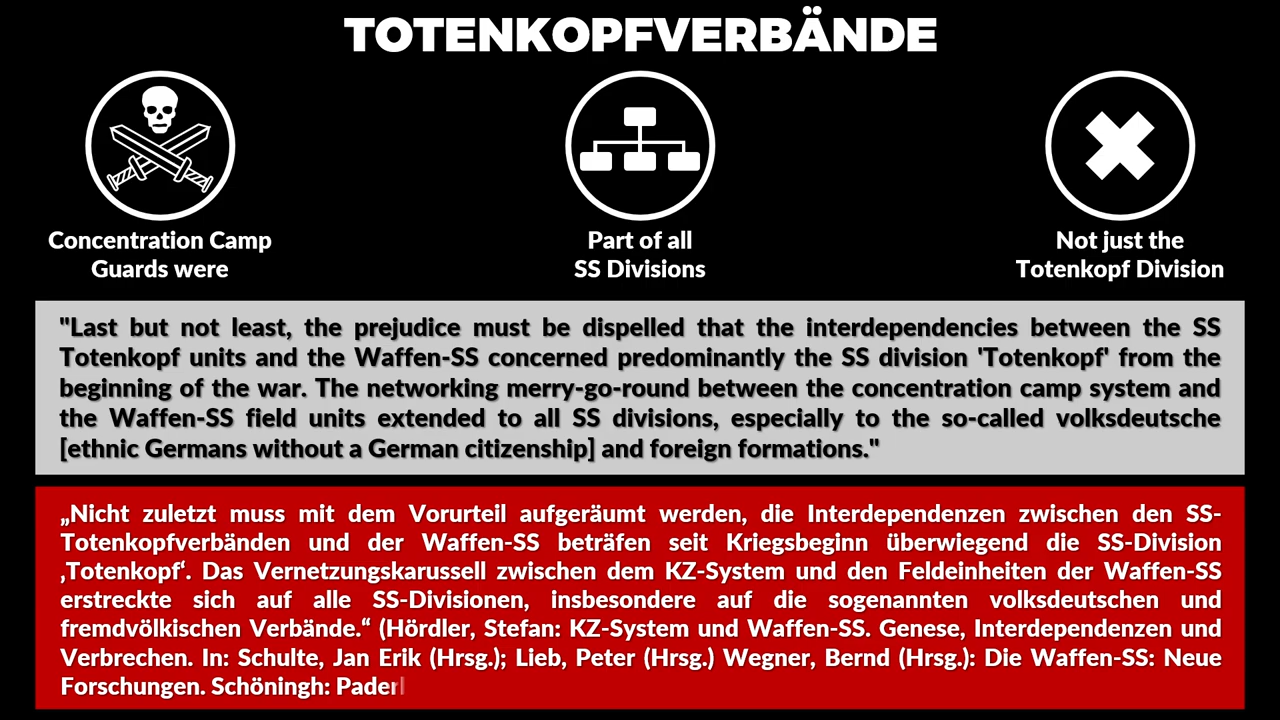 TOTENKOPFVERBÄNDE
Concentration Camp
Guards were
Part of all
SS Divisions
Not just the
Totenkopf Division
"Last but not least, the prejudice must be dispelled that the interdependencies between the SS
Totenkopf units and the Waffen-SS concerned predominantly the SS division 'Totenkopf' from the
beginning of the war. The networking merry-go-round between the concentration camp system and
the Waffen-SS field units extended to all SS divisions, especially to the so-called volksdeutsche
[ethnic Germans without a German citizenship] and foreign formations."
„Nicht zuletzt muss mit dem Vorurteil aufgeräumt werden, die Interdependenzen zwischen den SS-
Totenkopfverbänden und der Waffen-SS beträfen seit Kriegsbeginn überwiegend die SS-Division
‚Totenkopf‘. Das Vernetzungskarussell zwischen dem KZ-System und den Feldeinheiten der Waffen-SS
erstreckte sich auf alle SS-Divisionen, insbesondere auf die sogenannten volksdeutschen und
fremdvölkischen Verbände.“ (Hördler, Stefan: KZ-System und Waffen-SS. Genese, Interdependenzen und
Verbrechen. In: Schulte, Jan Erik (Hrsg.); Lieb, Peter (Hrsg.) Wegner, Bernd (Hrsg.): Die Waffen-SS: Neue
Forschungen. Schöningh: Pader